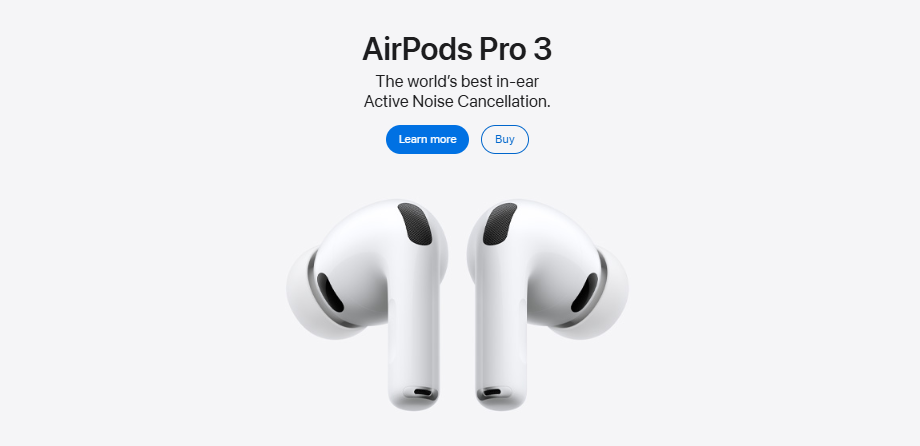 AirPods Pro 3
The world’s best in-ear
Active Noise Cancellation.
Learn more
Buy